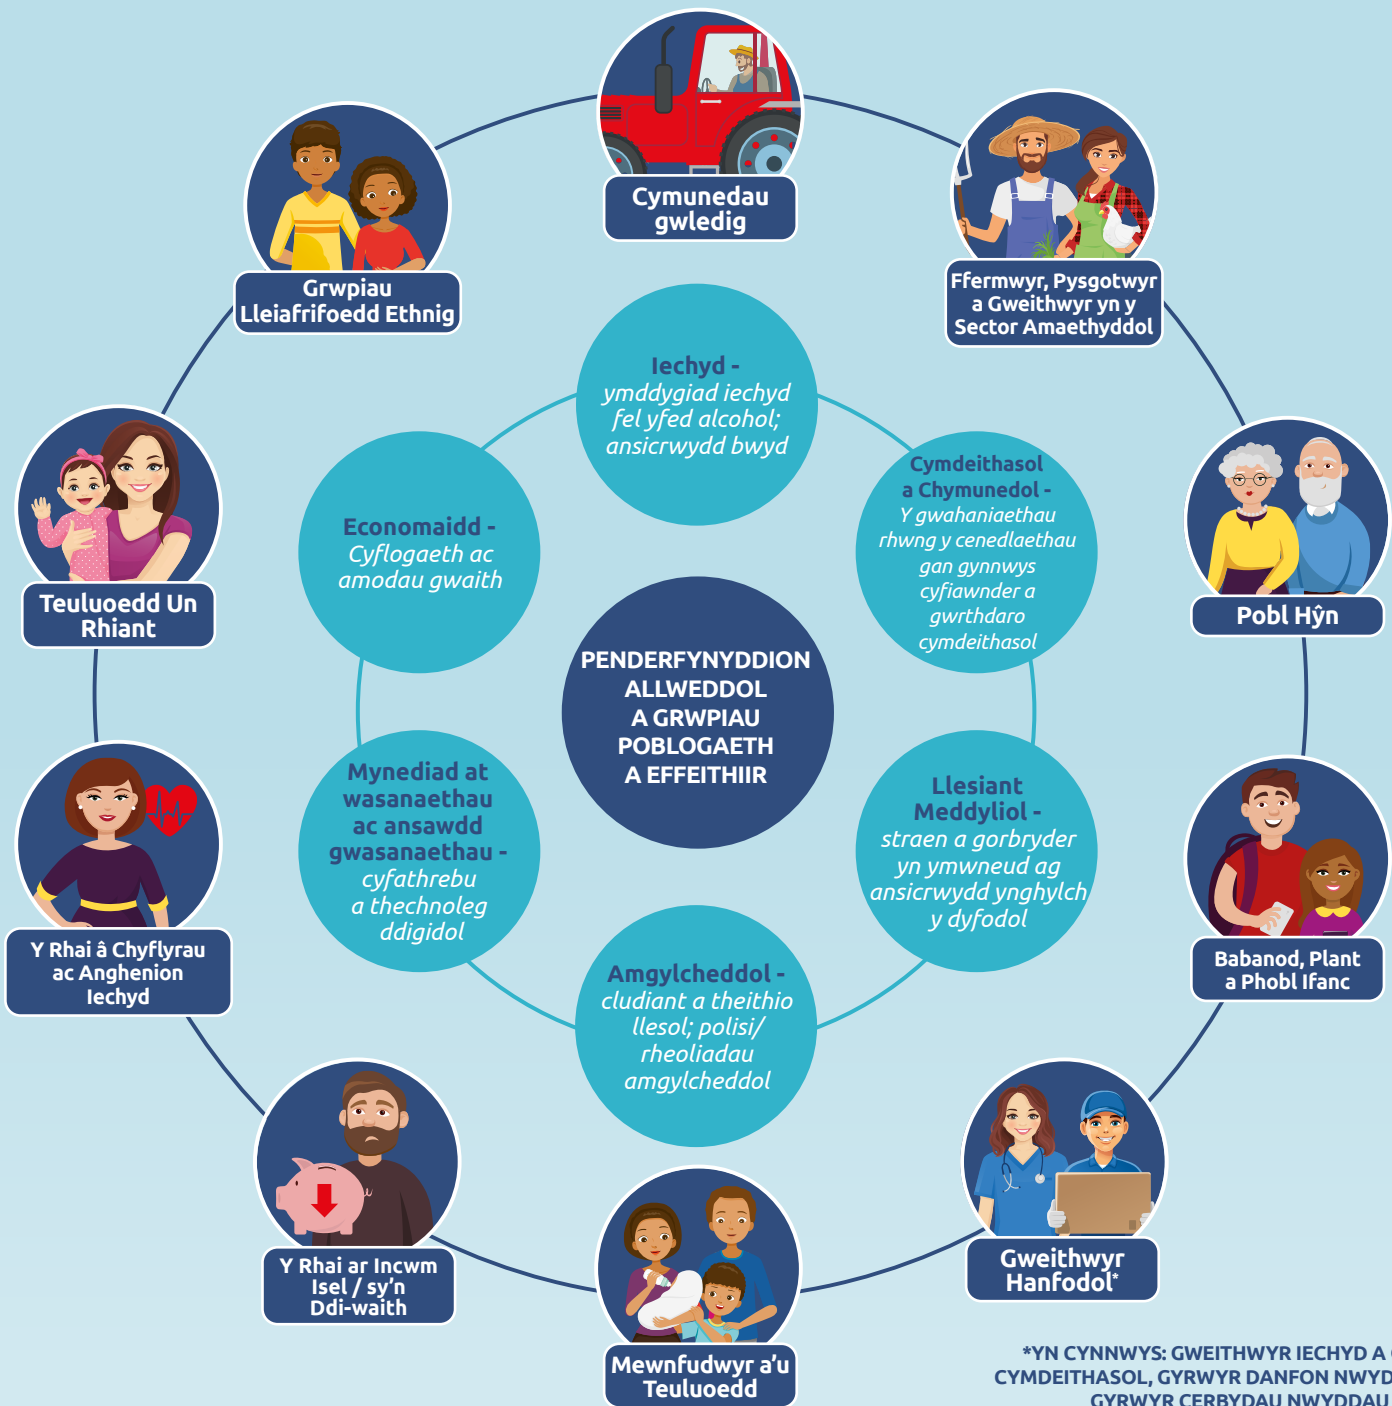 Cymunedau
gwledig
Ffermwyr, Pysgotwyr
a Gweithwyr yn y
Sector Amaethyddol
Pobl Hŷn
Babanod, Plant
a Phobl Ifanc
Gweithwyr
Hanfodol*
Mewnfudwyr a'u
Teuluoedd
Y Rhai ar Incwm
Isel / sy'n
Ddi-waith
Y Rhai â Chyflyrau
ac Anghenion
Iechyd
Teuluoedd Un
Rhiant
Grwpiau
Lleiafrifoedd Ethnig
Iechyd -
ymddygiad iechyd
fel yfed alcohol;
ansicrwydd bwyd
Cymdeithasol
a Chymunedol -
Y gwahaniaethau
rhwng y cenedlaethau
gan gynnwys
cyfiawnder a
gwrthdaro
cymdeithasol
Llesiant
Meddyliol -
straen a gorbryder
yn ymwneud ag
ansicrwydd ynghylch
y dyfodol
Amgylcheddol -
cludiant a theithio
llesol; polisi/
rheoliadau
amgylcheddol
Mynediad at
wasanaethau
ac ansawdd
gwasanaethau -
cyfathrebu
a thechnoleg
ddigidol
Economaidd -
Cyflogaeth ac
amodau gwaith
PENDERFYNYDDION
ALLWEDDOL
A GRWPIAU
POBLOGAETH
A EFFEITHIIR
*YN CYNNWYS: GWEITHWYR IECHYD A
CYMDEITHASOL, GYRWYR DANFON
GYRWYR CERBYDAU NWYDDAU